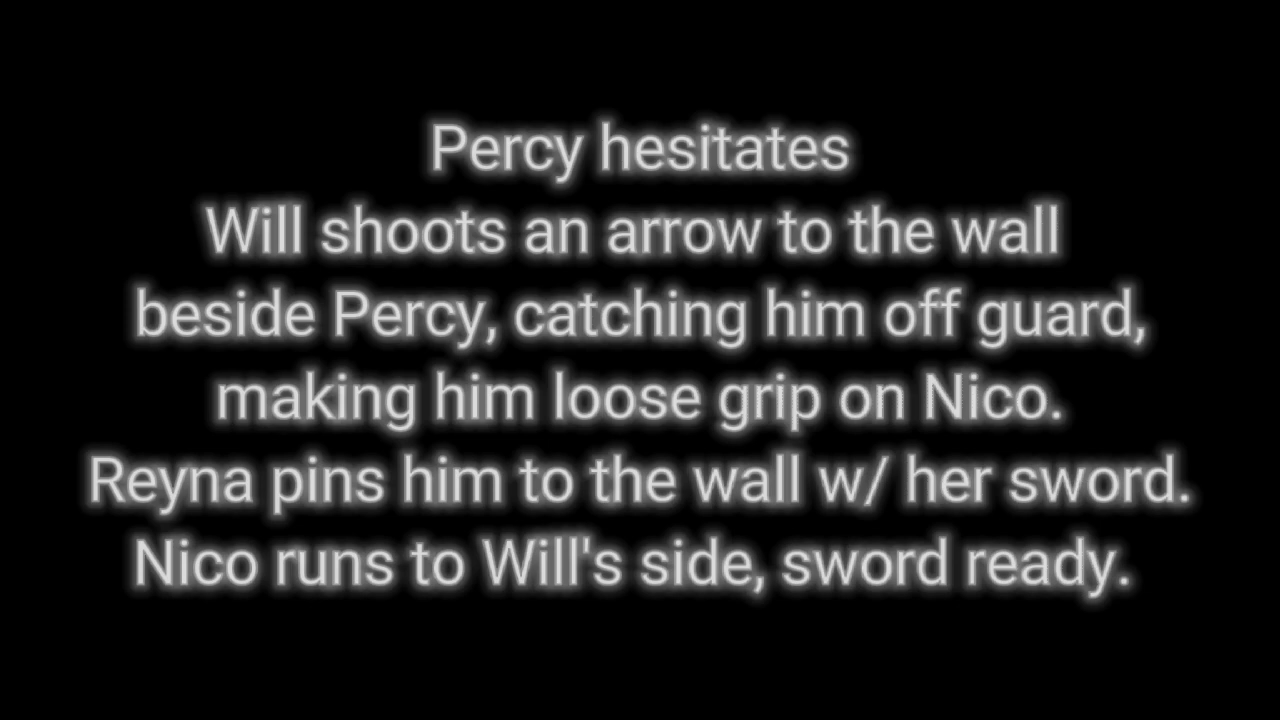 Percy hesitates
Will shoots an arrow to the wall
beside Percy, catching him off guard,
making him loose grip on Nico.
Reyna pins him to the wall w/ her sword.
Nico runs to Will's side, sword ready.